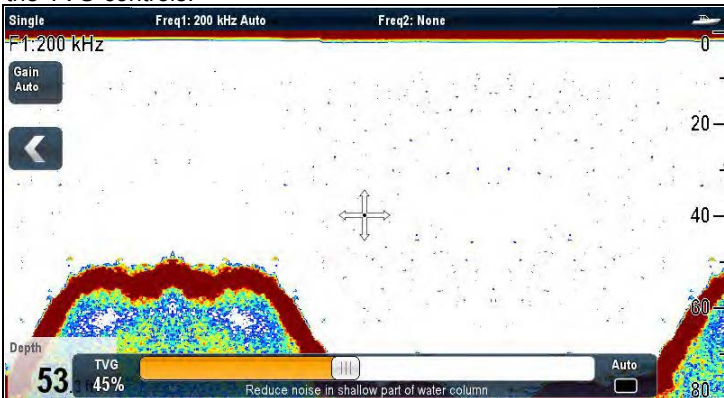 the TVG controls.
Single Freq1: 200 kHz Auto Freq2: None
F1:200 kHz
0
Gain
Auto
20
40
60
Depth
53.
TVG
45%
Reduce noise in shallow part of water column
Auto
80